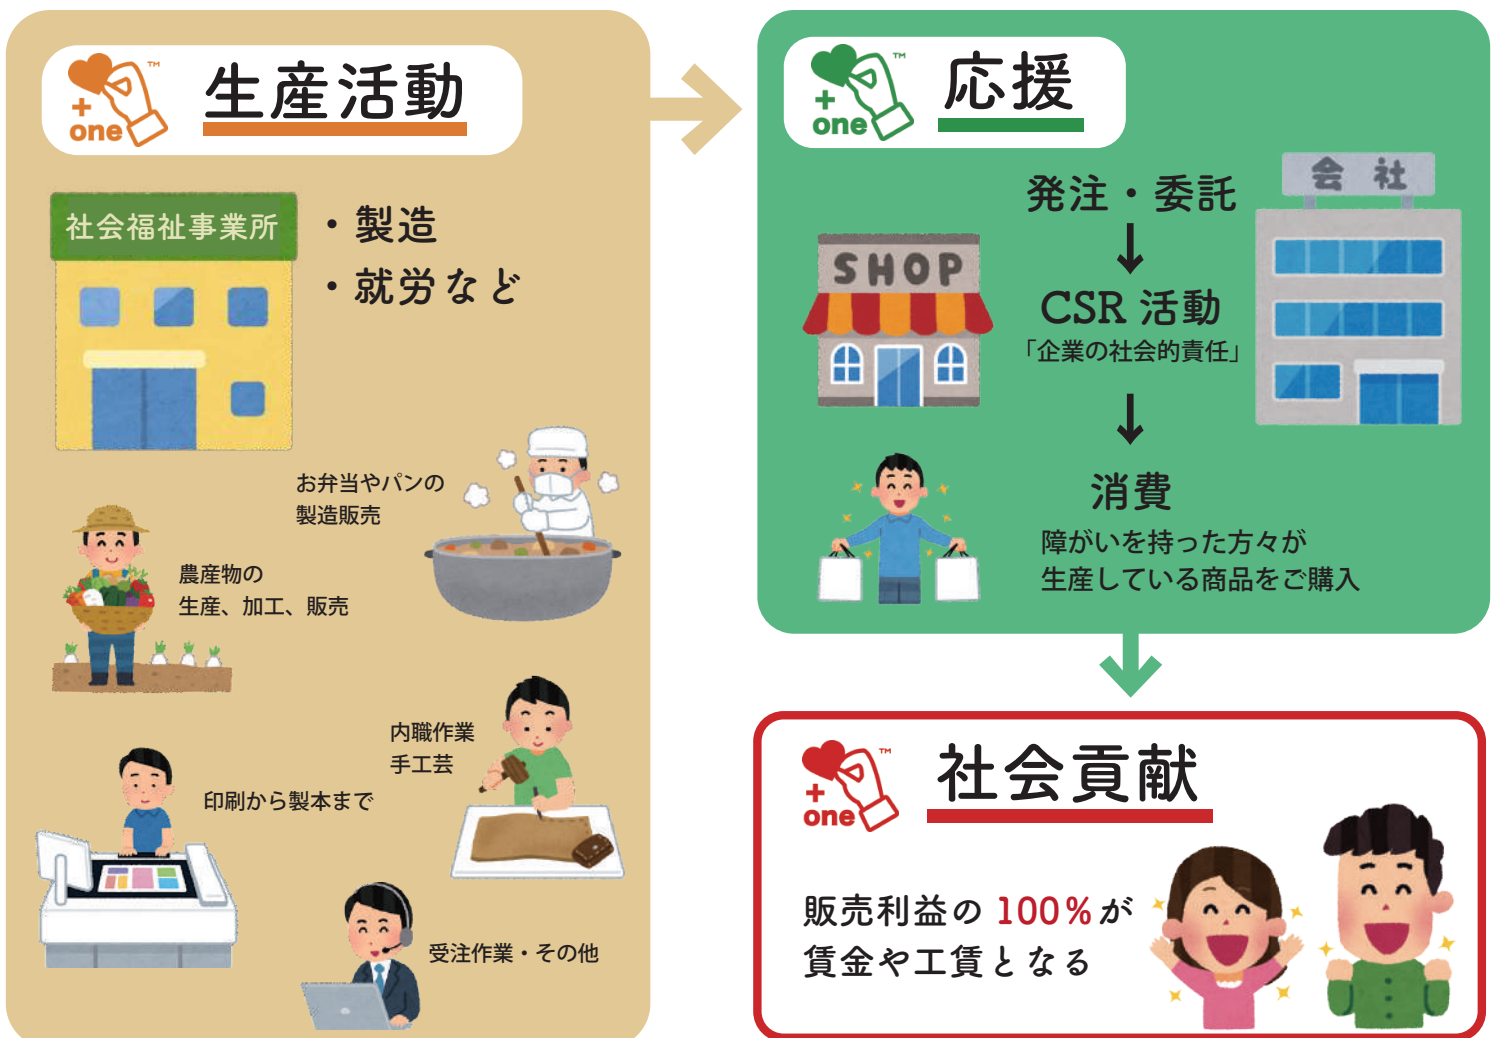 +
one
™
生産活動
社会福祉事業所
・製造
・就労など
お弁当やパンの
製造販売
農産物の
生産、加工、販売
内職作業
手工芸
印刷から製本まで
受注作業・その他
+
one
™
応援
会社
SHOP
発注・委託
↓
CSR 活動
「企業の社会的責任」
↓
消費
障がいを持った方々が
生産している商品をご購入
+
one
™
社会貢献
販売利益の 100%が
賃金や工賃となる